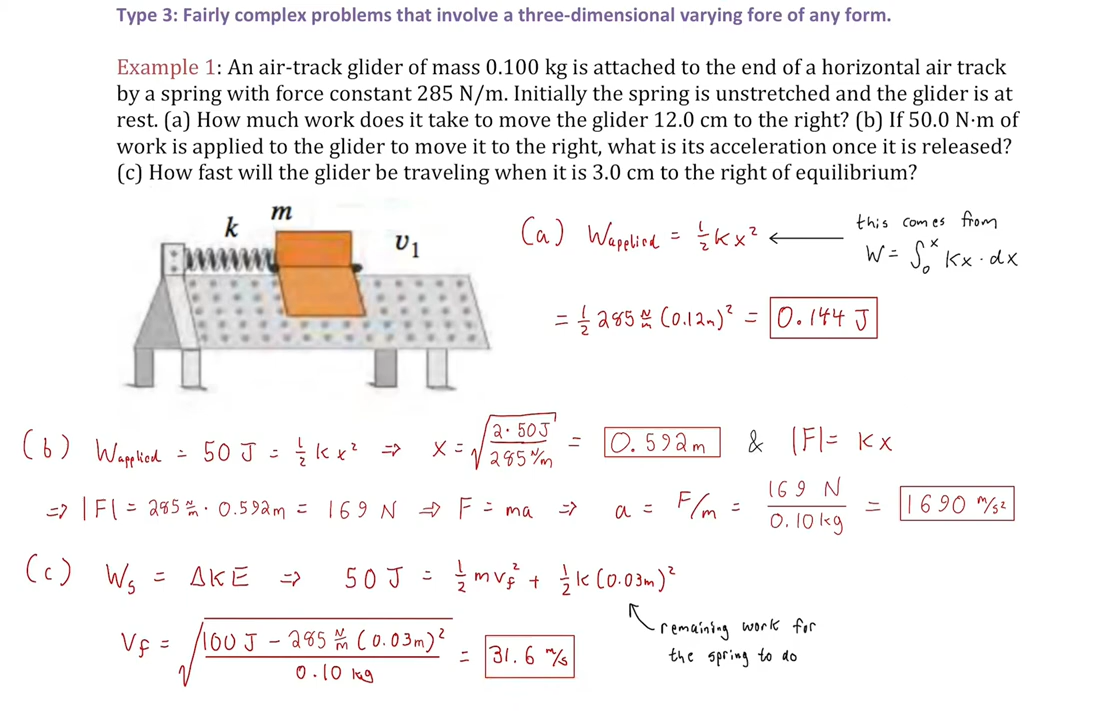 Type 3: Fairly complex problems that involve a three-dimensional varying fore of any form.
Example 1: An air-track glider of mass 0.100 kg is attached to the end of a horizontal air track
by a spring with force constant 285 N/m. Initially the spring is unstretched and the glider is at
rest. (a) How much work does it take to move the glider 12.0 cm to the right? (b) If 50.0 N·m of
work is applied to the glider to move it to the right, what is its acceleration once it is released?
(c) How fast will the glider be traveling when it is 3.0 cm to the right of equilibrium?
k
m
v₁
(a) Wapplied = ½ k x²
this comes from
W = ∫₀ˣ kx · dx
= ½ 285 N/m (0.12m)² = 0.144 J
(b) Wapplied = 50 J = ½ k x² ⇒ x = √(2·50J / 285 N/m) = 0.592m & |F| = kx
⇒ |F| = 285 N/m · 0.592m = 169 N ⇒ F = ma ⇒ a = F/m = 169 N / 0.10 kg = 1690 m/s²
(c) Ws = ΔKE ⇒ 50 J = ½ m vf² + ½ k (0.03m)²
remaining work for
the spring to do
Vf = √((100 J − 285 N/m (0.03m)²) / 0.10 kg) = 31.6 m/s